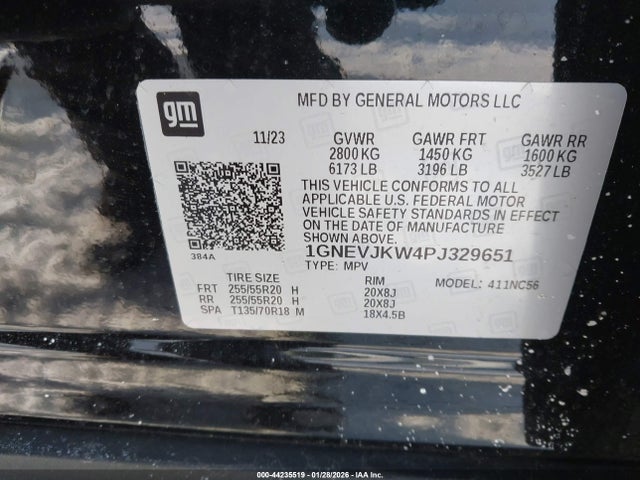 gm
MFD BY GENERAL MOTORS LLC
11/23 GVWR GAWR FRT GAWR RR
2800 KG 1450 KG 1600 KG
6173 LB 3196 LB 3527 LB
THIS VEHICLE CONFORMS TO ALL
APPLICABLE U.S. FEDERAL MOTOR
VEHICLE SAFETY STANDARDS IN EFFECT
ON THE DATE OF MANUFACTURE
SHOWN ABOVE.
384A
1GNEVJKW4PJ329651
TYPE: MPV
TIRE SIZE RIM MODEL: 411NC56
FRT 255/55R20 H 20X8J
RR 255/55R20 H 20X8J
SPA T135/70R18 M 18X4.5B
000-44235519 | 01/28/2026 | IAA Inc.